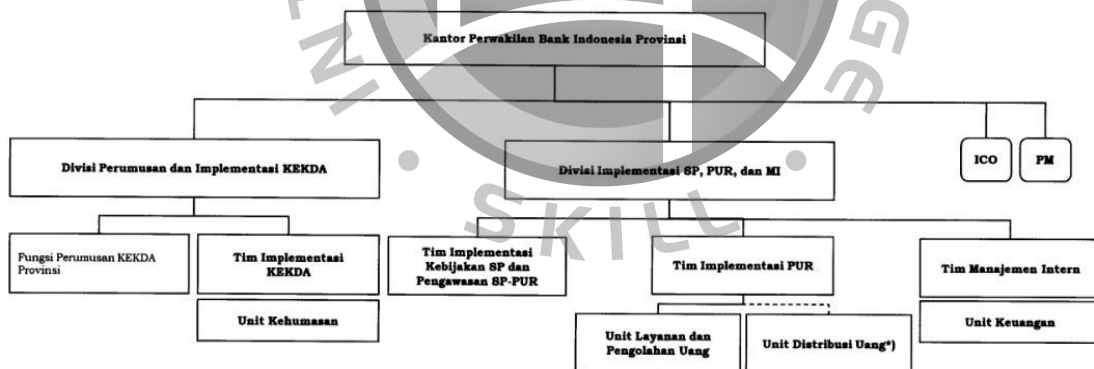 Kantor Perwakilan Bank Indonesia Provinsi
Divisi Perumusan dan Implementasi KEKDA
Divisi Implementasi SP, PUR, dan MI
ICO
PM
Fungsi Perumusan KEKDA
Provinsi
Tim Implementasi
KEKDA
Tim Implementasi
Kebijakan SP dan
Pengawasan SP-PUR
Tim Implementasi PUR
Tim Manajemen Intern
Unit Kehumasan
Unit Layanan dan
Pengolahan Uang
Unit Distribusi Uang*)
Unit Keuangan
SKILL